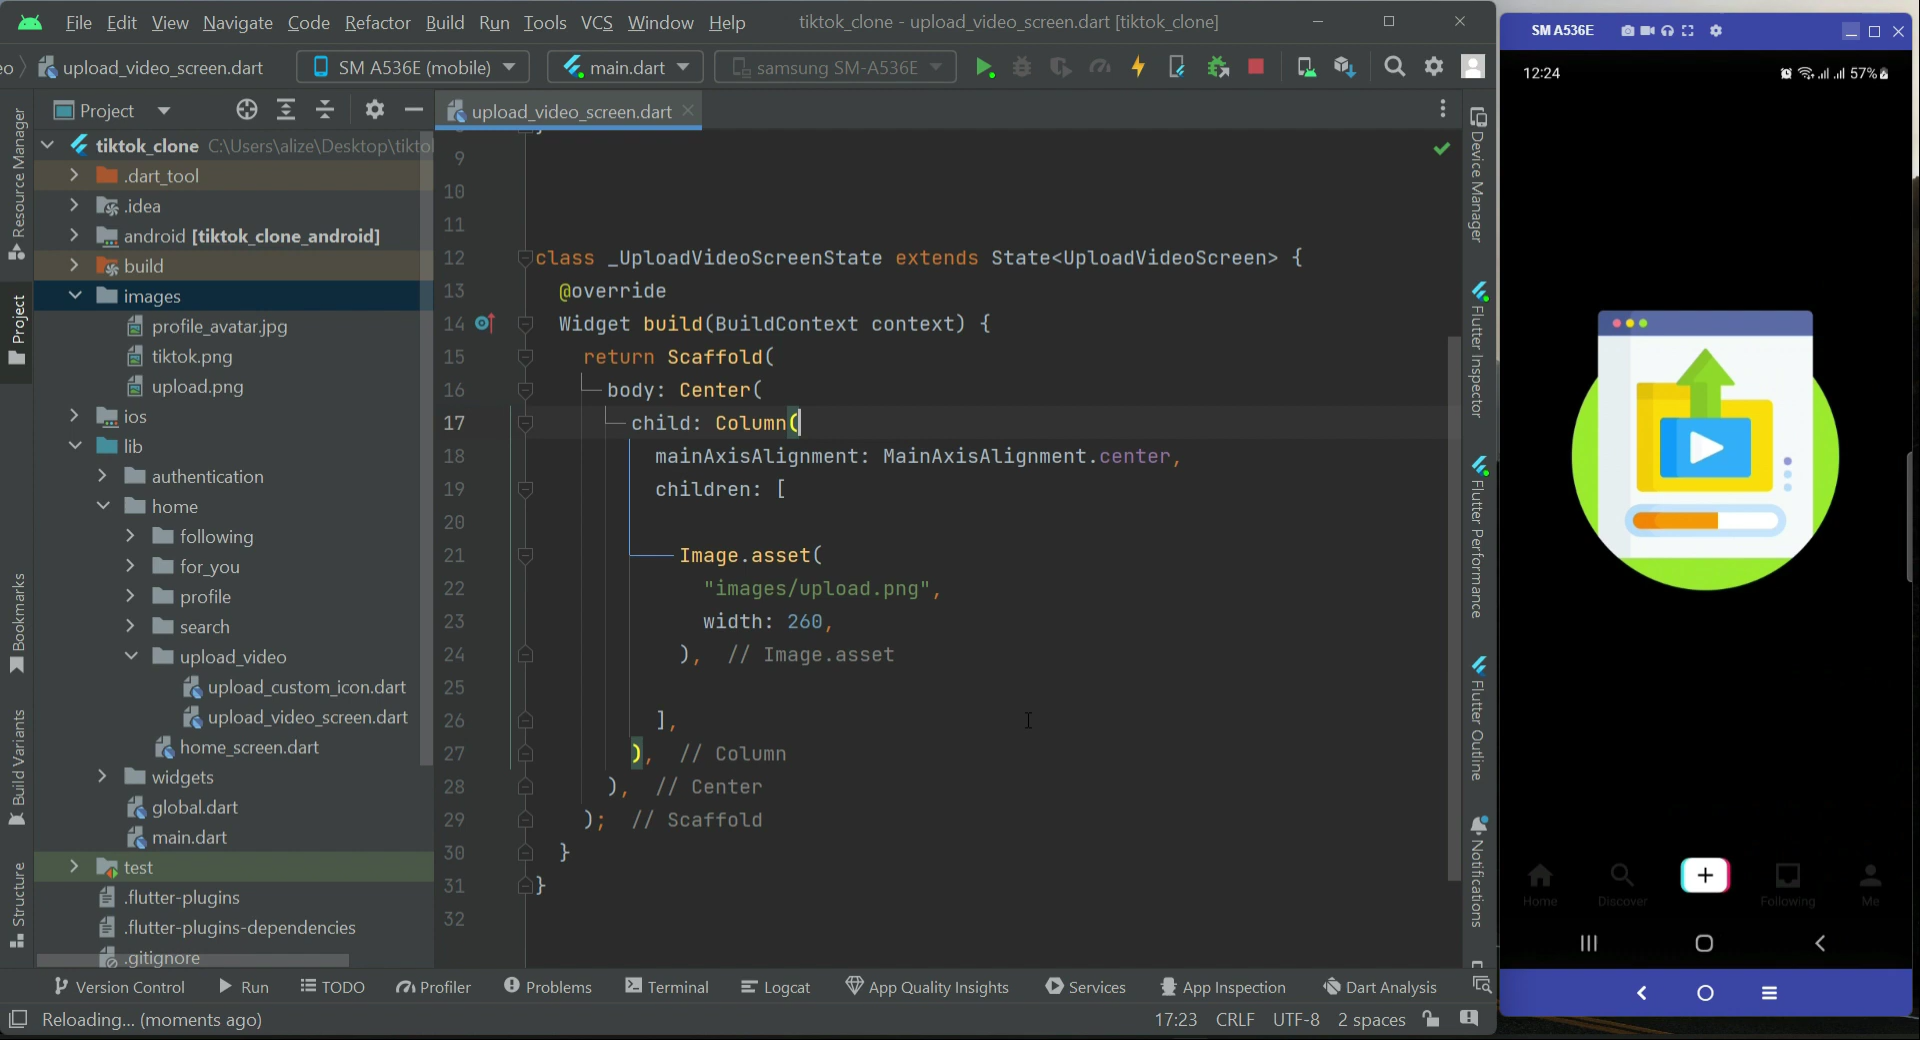 File Edit View Navigate Code Refactor Build Run Tools VCS Window Help tiktok_clone - upload_video_screen.dart [tiktok_clone]
eo upload_video_screen.dart SM A536E (mobile) main.dart samsung SM-A536E
Project upload_video_screen.dart
tiktok_clone C:\Users\alize\Desktop\tiktol
.dart_tool
.idea
android [tiktok_clone_android]
build
images
profile_avatar.jpg
tiktok.png
upload.png
ios
lib
authentication
home
following
for_you
profile
search
upload_video
upload_custom_icon.dart
upload_video_screen.dart
home_screen.dart
widgets
global.dart
main.dart
test
.flutter-plugins
.flutter-plugins-dependencies
.gitignore
Resource Manager
Project
Bookmarks
Build Variants
Structure
9
10
11
12 class _UploadVideoScreenState extends State<UploadVideoScreen> {
13 @override
14 Widget build(BuildContext context) {
15 return Scaffold(
16 body: Center(
17 child: Column(
18 mainAxisAlignment: MainAxisAlignment.center,
19 children: [
20
21 Image.asset(
22 "images/upload.png",
23 width: 260,
24 ), // Image.asset
25
26 ],
27 ), // Column
28 ), // Center
29 ); // Scaffold
30 }
31 }
32
Device Manager
Flutter Inspector
Flutter Performance
Flutter Outline
Notifications
Version Control Run TODO Profiler Problems Terminal Logcat App Quality Insights Services App Inspection Dart Analysis
Reloading... (moments ago) 17:23 CRLF UTF-8 2 spaces
SM A536E
12:24 57%
Home Discover + Following Me